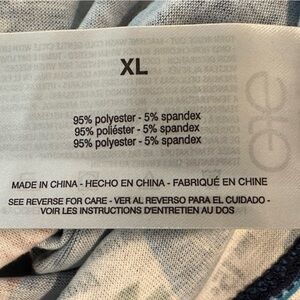 XL
95% polyester - 5% spandex
95% poliéster - 5% spandex
95% polyester - 5% spandex
MADE IN CHINA - HECHO EN CHINA - FABRIQUÉ EN CHINE
SEE REVERSE FOR CARE - VER AL REVERSO PARA EL CUIDADO -
VOIR LES INSTRUCTIONS D'ENTRETIEN AU DOS